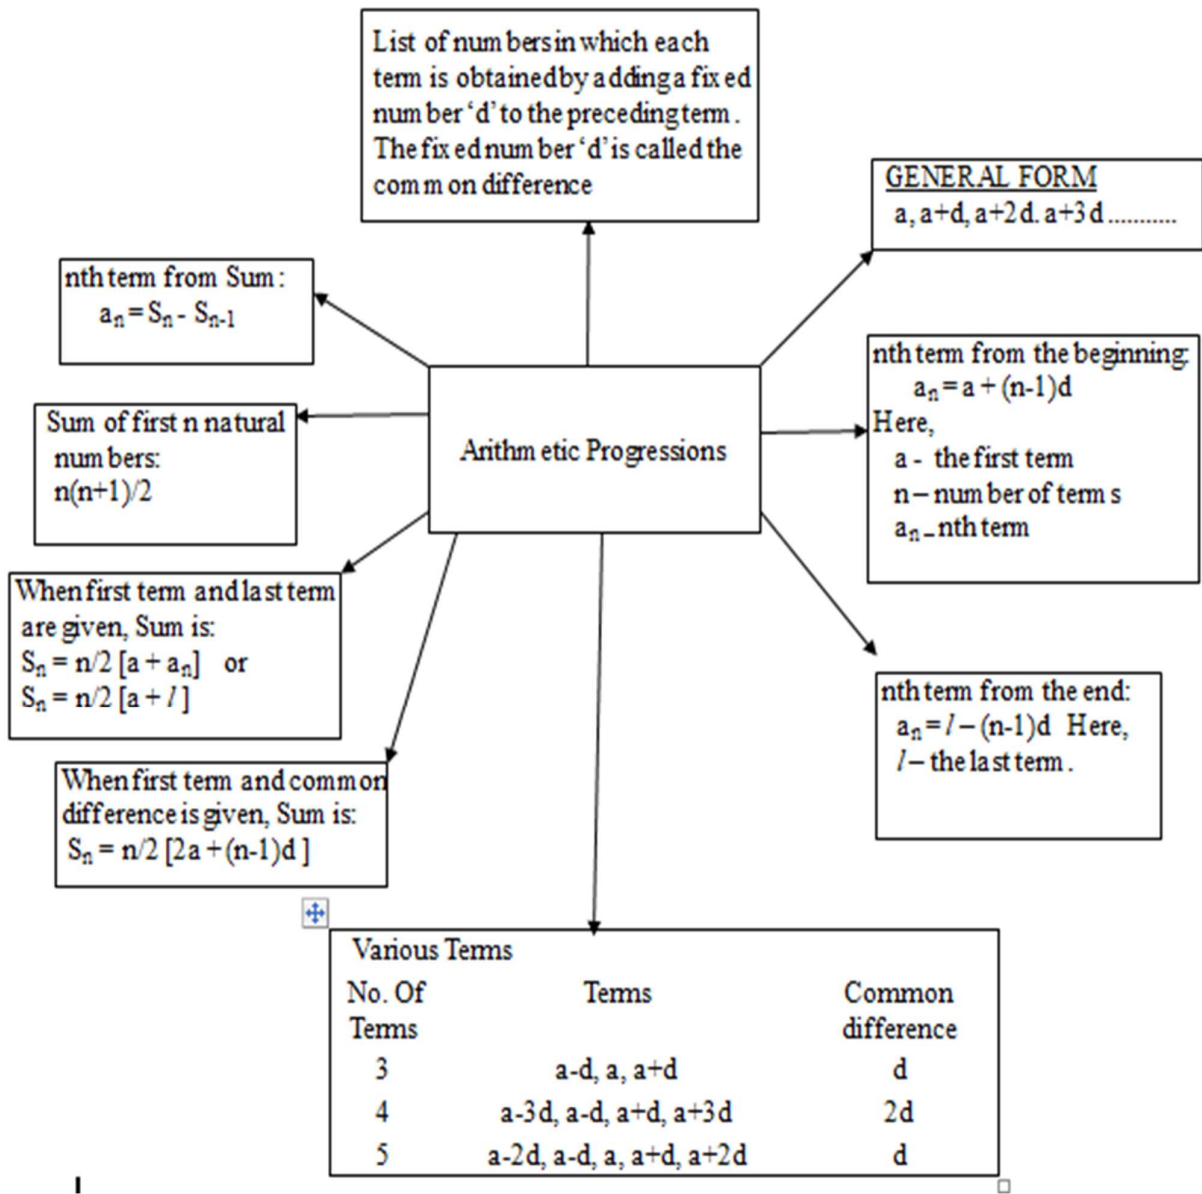 List of numbers in which each
term is obtained by adding a fixed
number ‘d’ to the preceding term.
The fixed number ‘d’ is called the
common difference
GENERAL FORM
a, a+d, a+2d. a+3d...........
nth term from Sum:
aₙ = Sₙ - Sₙ₋₁
nth term from the beginning:
aₙ = a + (n-1)d
Here,
a - the first term
n – number of terms
aₙ – nth term
Sum of first n natural
numbers:
n(n+1)/2
Arithmetic Progressions
When first term and last term
are given, Sum is:
Sₙ = n/2 [a + aₙ] or
Sₙ = n/2 [a + l]
nth term from the end:
aₙ = l – (n-1)d Here,
l – the last term.
When first term and common
difference is given, Sum is:
Sₙ = n/2 [2a + (n-1)d]
Various Terms
No. Of Terms Common
Terms difference
3 a-d, a, a+d d
4 a-3d, a-d, a+d, a+3d 2d
5 a-2d, a-d, a, a+d, a+2d d